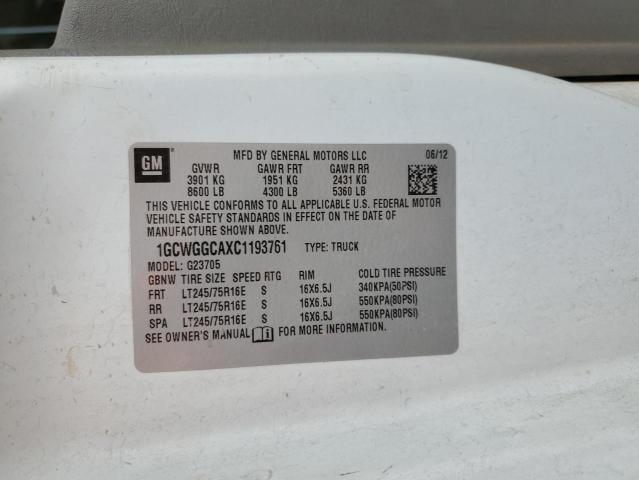 GM
MFD BY GENERAL MOTORS LLC 06/12
GVWR GAWR FRT GAWR RR
3901 KG 1951 KG 2431 KG
8600 LB 4300 LB 5360 LB
THIS VEHICLE CONFORMS TO ALL APPLICABLE U.S. FEDERAL MOTOR
VEHICLE SAFETY STANDARDS IN EFFECT ON THE DATE OF
MANUFACTURE SHOWN ABOVE.
1GCWGGCAXC1193761 TYPE: TRUCK
MODEL: G23705
GBNW TIRE SIZE SPEED RTG RIM COLD TIRE PRESSURE
FRT LT245/75R16E S 16X6.5J 340KPA(50PSI)
RR LT245/75R16E S 16X6.5J 550KPA(80PSI)
SPA LT245/75R16E S 16X6.5J 550KPA(80PSI)
SEE OWNER'S MANUAL FOR MORE INFORMATION.